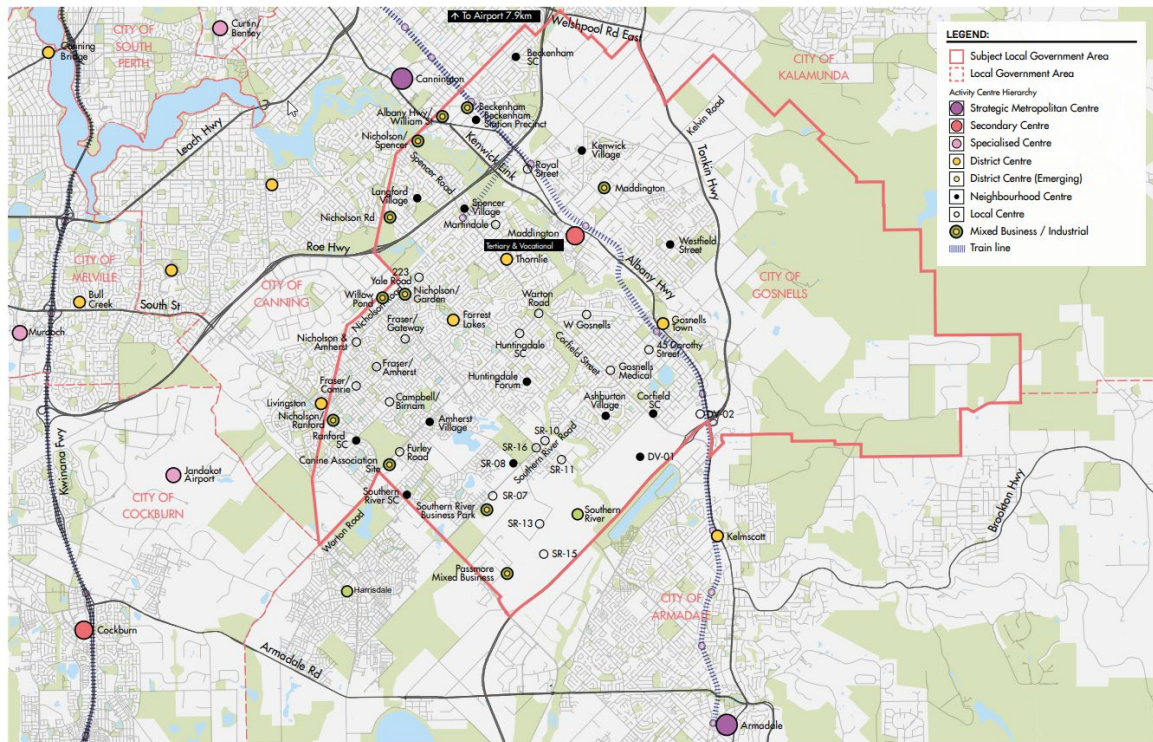 To Airport 7.9km
Welshpool Rd East
CITY OF
SOUTH
PERTH
Curtin/
Bentley
Canning
Bridge
Cannington
Beckenham
SC
CITY OF
KALAMUNDA
LEGEND:
Subject Local Government Area
Local Government Area
Activity Centre Hierarchy
Strategic Metropolitan Centre
Secondary Centre
Specialised Centre
District Centre
District Centre (Emerging)
Neighbourhood Centre
Local Centre
Mixed Business / Industrial
Train line
Leach Hwy
Albany Hwy/
William St
Beckenham
Beckenham
Station Precinct
Nicholson/
Spencer
Kenwick Link
Kenwick
Village
Kelvin Road
Tonkin Hwy
Spencer Road
Royal
Street
Langford
Village
Maddington
Nicholson Rd
Spencer
Village
Martindale
Maddington
Tertiary & Vocational
Westfield
Street
Roe Hwy
Thornlie
Albany Hwy
CITY OF
MELVILLE
CITY OF
CANNING
CITY OF
GOSNELLS
223
Yale Road
Willow
Pond
Nicholson Road
Nicholson/
Garden
Bull
Creek
South St
Murdoch
Fraser/
Gateway
Forrest
Lakes
Warton
Road
W Gosnells
Gosnells
Town
Nicholson &
Amherst
Huntingdale
SC
Corfield Street
45 Dorothy
Street
Fraser/
Amherst
Gosnells
Medical
Fraser/
Comrie
Huntingdale
Forum
Livingston
Campbell/
Birnam
Ashburton
Village
Corfield
SC
DV-02
Nicholson/
Ranford
Amherst
Village
Ranford
SC
SR-10
SR-16
Southern River Road
Furley
Road
Canine Association
Site
SR-08
SR-11
DV-01
Kwinana Fwy
Jandakot
Airport
CITY OF
COCKBURN
Southern
River SC
SR-07
Southern River
Business Park
Southern
River
Warton Road
SR-13
Kelmscott
Brookton Hwy
SR-15
Passmore
Mixed Business
Harrisdale
CITY OF
ARMADALE
Cockburn
Armadale Rd
Armadale